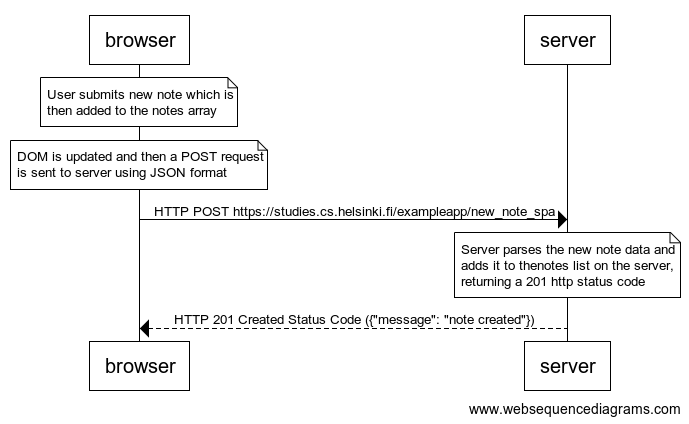 browser
server
User submits new note which is
then added to the notes array
DOM is updated and then a POST request
is sent to server using JSON format
HTTP POST https://studies.cs.helsinki.fi/exampleapp/new_note_spa
Server parses the new note data and
adds it to thenotes list on the server,
returning a 201 http status code
HTTP 201 Created Status Code ({"message": "note created"})
browser
server
www.websequencediagrams.com